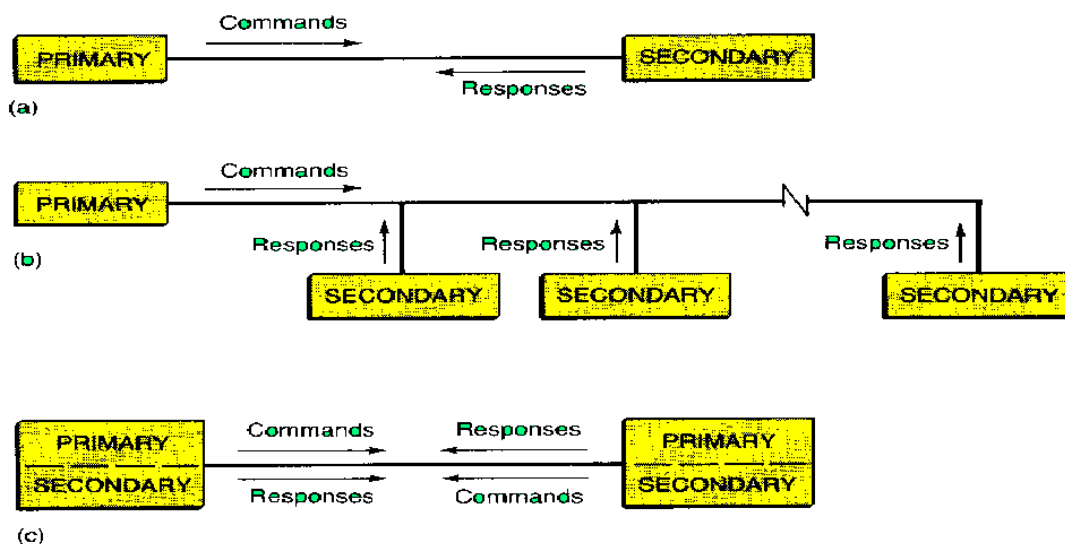 Commands
PRIMARY SECONDARY
Responses
(a)
Commands
PRIMARY
Responses Responses Responses
(b)
SECONDARY SECONDARY SECONDARY
Commands Responses
PRIMARY PRIMARY
SECONDARY SECONDARY
Responses Commands
(c)